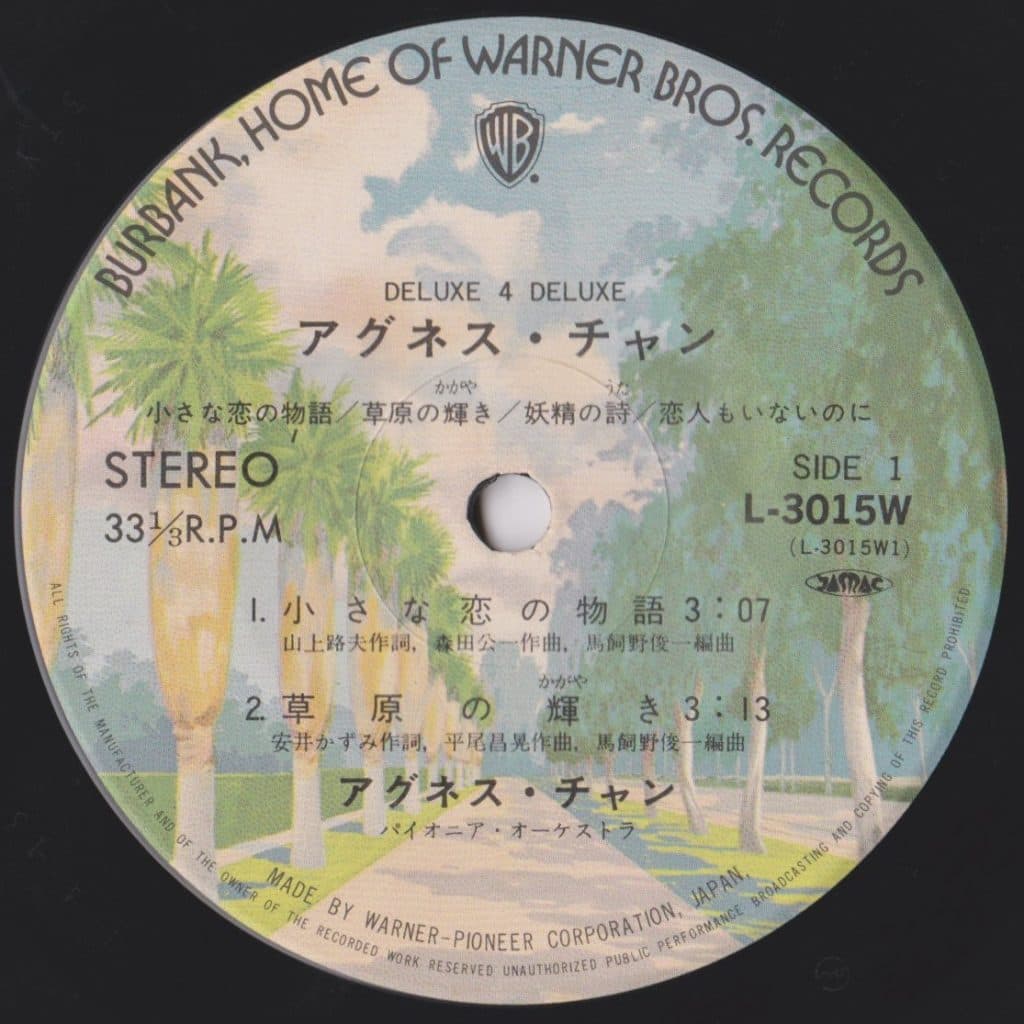 BURBANK, HOME OF WARNER BROS. RECORDS
WB
DELUXE 4 DELUXE
アグネス・チャン
かがや うた
小さな恋の物語/草原の輝き/妖精の詩/恋人もいないのに
STEREO
SIDE 1
33⅓R.P.M
L-3015W
(L-3015W1)
JASRAC
1. 小さな恋の物語 3:07
山上路夫作詞, 森田公一作曲, 馬飼野俊一編曲
かがや
2. 草原の輝き 3:13
安井かずみ作詞, 平尾昌晃作曲, 馬飼野俊一編曲
アグネス・チャン
パイオニア・オーケストラ
MADE BY WARNER-PIONEER CORPORATION, JAPAN,
ALL RIGHTS OF THE MANUFACTURER AND OF THE OWNER OF THE RECORDED WORK RESERVED UNAUTHORIZED PUBLIC PERFORMANCE BROADCASTING AND COPYING OF THIS RECORD PROHIBITED